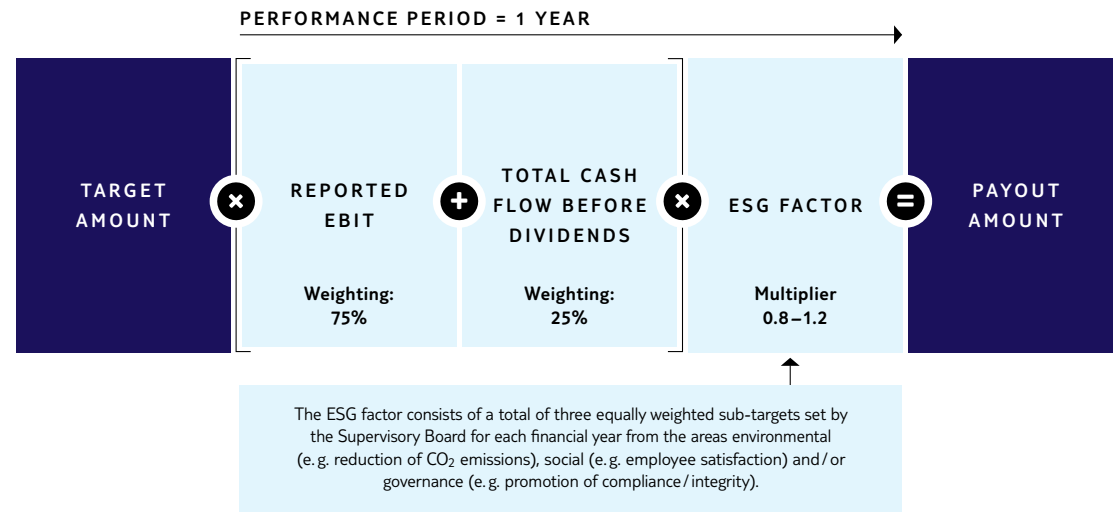 PERFORMANCE PERIOD = 1 YEAR
TARGET
AMOUNT
×
REPORTED
EBIT
Weighting:
75%
+
TOTAL CASH
FLOW BEFORE
DIVIDENDS
Weighting:
25%
×
ESG FACTOR
Multiplier
0.8–1.2
=
PAYOUT
AMOUNT
The ESG factor consists of a total of three equally weighted sub-targets set by
the Supervisory Board for each financial year from the areas environmental
(e.g. reduction of CO₂ emissions), social (e.g. employee satisfaction) and/or
governance (e.g. promotion of compliance/integrity).